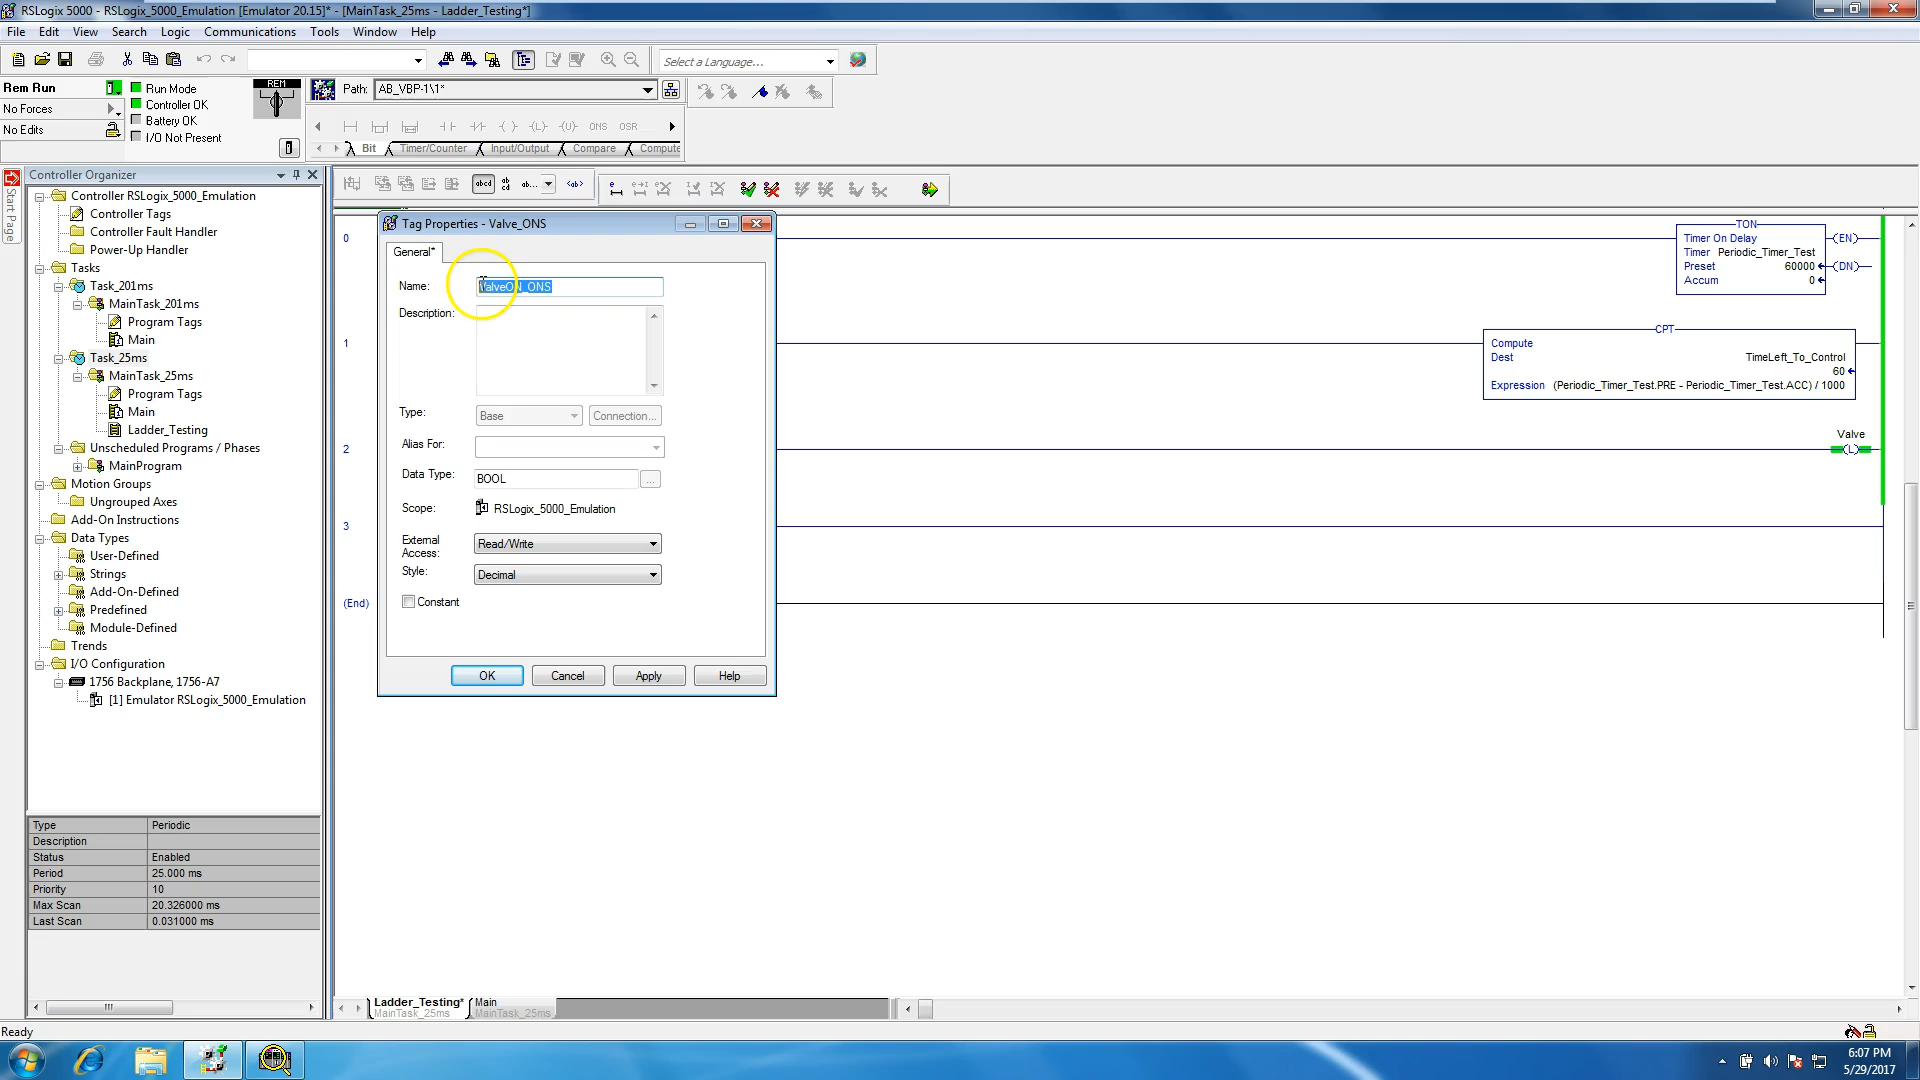 RSLogix 5000 - RSLogix_5000_Emulation [Emulator 20.15]* - [MainTask_25ms - Ladder_Testing*]
File Edit View Search Logic Communications Tools Window Help
Select a Language...
Rem Run
No Forces
No Edits
Run Mode
Controller OK
Battery OK
I/O Not Present
REM
Path: AB_VBP-1\1*
ONS OSR
Bit Timer/Counter Input/Output Compare Compute
Start Page
Controller Organizer
Controller RSLogix_5000_Emulation
Controller Tags
Controller Fault Handler
Power-Up Handler
Tasks
Task_201ms
MainTask_201ms
Program Tags
Main
Task_25ms
MainTask_25ms
Program Tags
Main
Ladder_Testing
Unscheduled Programs / Phases
MainProgram
Motion Groups
Ungrouped Axes
Add-On Instructions
Data Types
User-Defined
Strings
Add-On-Defined
Predefined
Module-Defined
Trends
I/O Configuration
1756 Backplane, 1756-A7
[1] Emulator RSLogix_5000_Emulation
Type Periodic
Description
Status Enabled
Period 25.000 ms
Priority 10
Max Scan 20.326000 ms
Last Scan 0.031000 ms
Tag Properties - Valve_ONS
General*
Name: ValveON_ONS
Description:
Type: Base Connection...
Alias For:
Data Type: BOOL ...
Scope: RSLogix_5000_Emulation
External Access: Read/Write
Style: Decimal
Constant
OK Cancel Apply Help
0
1
2
3
(End)
TON
Timer On Delay
Timer Periodic_Timer_Test
Preset 60000
Accum 0
(EN)
(DN)
CPT
Compute
Dest TimeLeft_To_Control
60
Expression (Periodic_Timer_Test.PRE - Periodic_Timer_Test.ACC) / 1000
Valve
(L)
Ladder_Testing* Main
MainTask_25ms MainTask_25ms
Ready
6:07 PM
5/29/2017